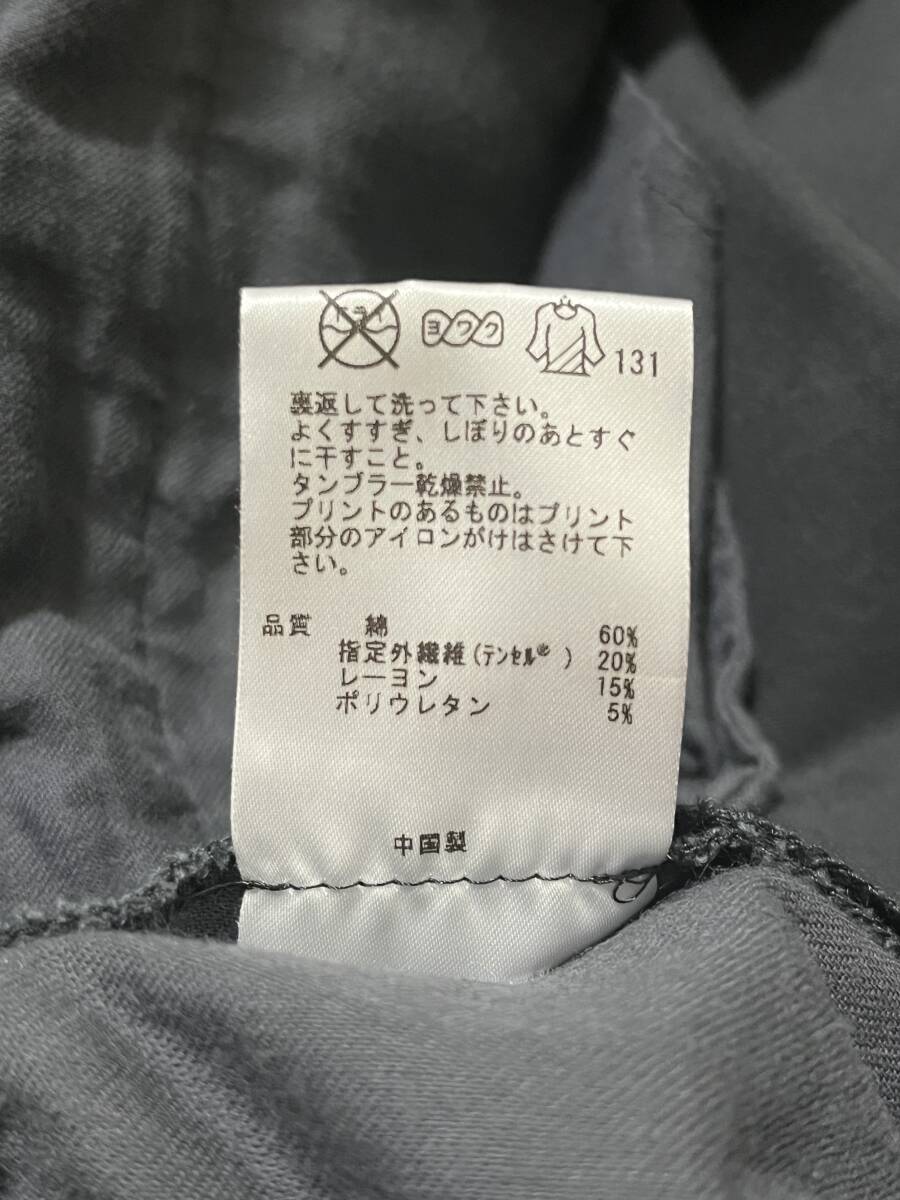 ドライ ヨワク 131
裏返して洗って下さい。
よくすすぎ、しぼりのあとすぐ
に干すこと。
タンブラー乾燥禁止。
プリントのあるものはプリント
部分のアイロンがけはさけて下
さい。
品質 綿 60%
指定外繊維(テンセル®) 20%
レーヨン 15%
ポリウレタン 5%
中国製